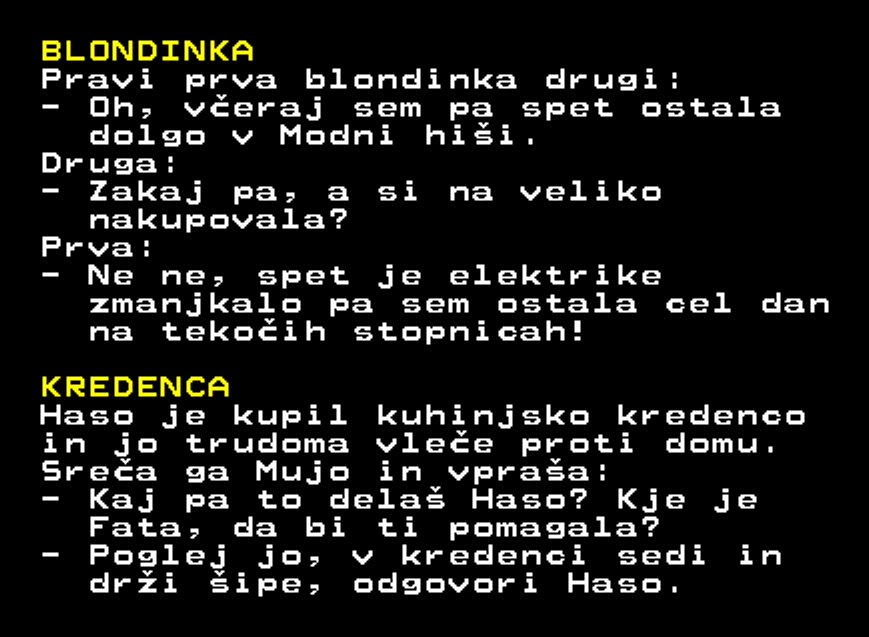 BLONDINKA
Pravi prva blondinka drugi:
- Oh, včeraj sem pa spet ostala
dolgo v Modni hiši.
Druga:
- Zakaj pa, a si na veliko
nakupovala?
Prva:
- Ne ne, spet je elektrike
zmanjkalo pa sem ostala cel dan
na tekočih stopnicah!
KREDENCA
Haso je kupil kuhinjsko kredenco
in jo trudoma vleče proti domu.
Sreča ga Mujo in vpraša:
- Kaj pa to delaš Haso? Kje je
Fata, da bi ti pomagala?
- Poglej jo, v kredenci sedi in
drži šipe, odgovori Haso.